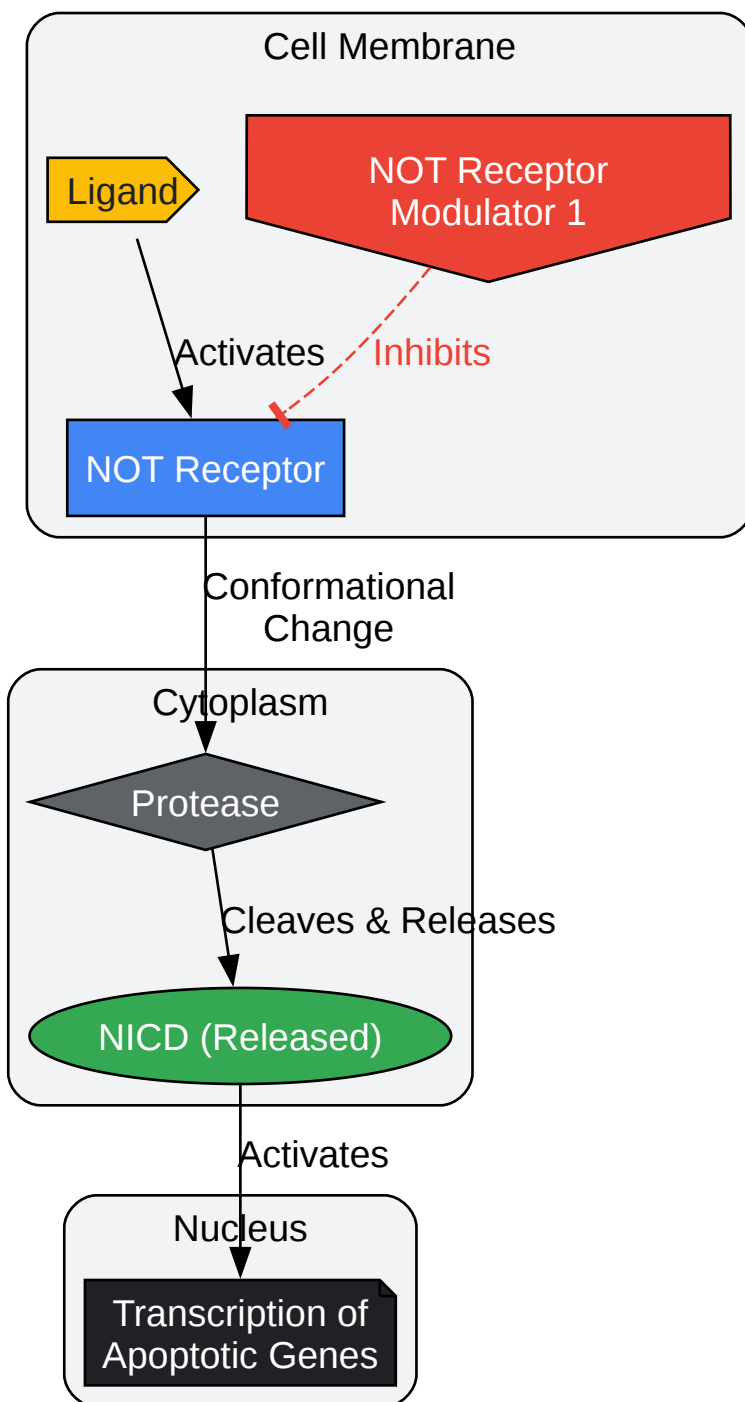 Cell Membrane
Ligand
NOT Receptor
Modulator 1
Activates
Inhibits
NOT Receptor
Conformational
Change
Cytoplasm
Protease
Cleaves & Releases
NICD (Released)
Activates
Nucleus
Transcription of
Apoptotic Genes